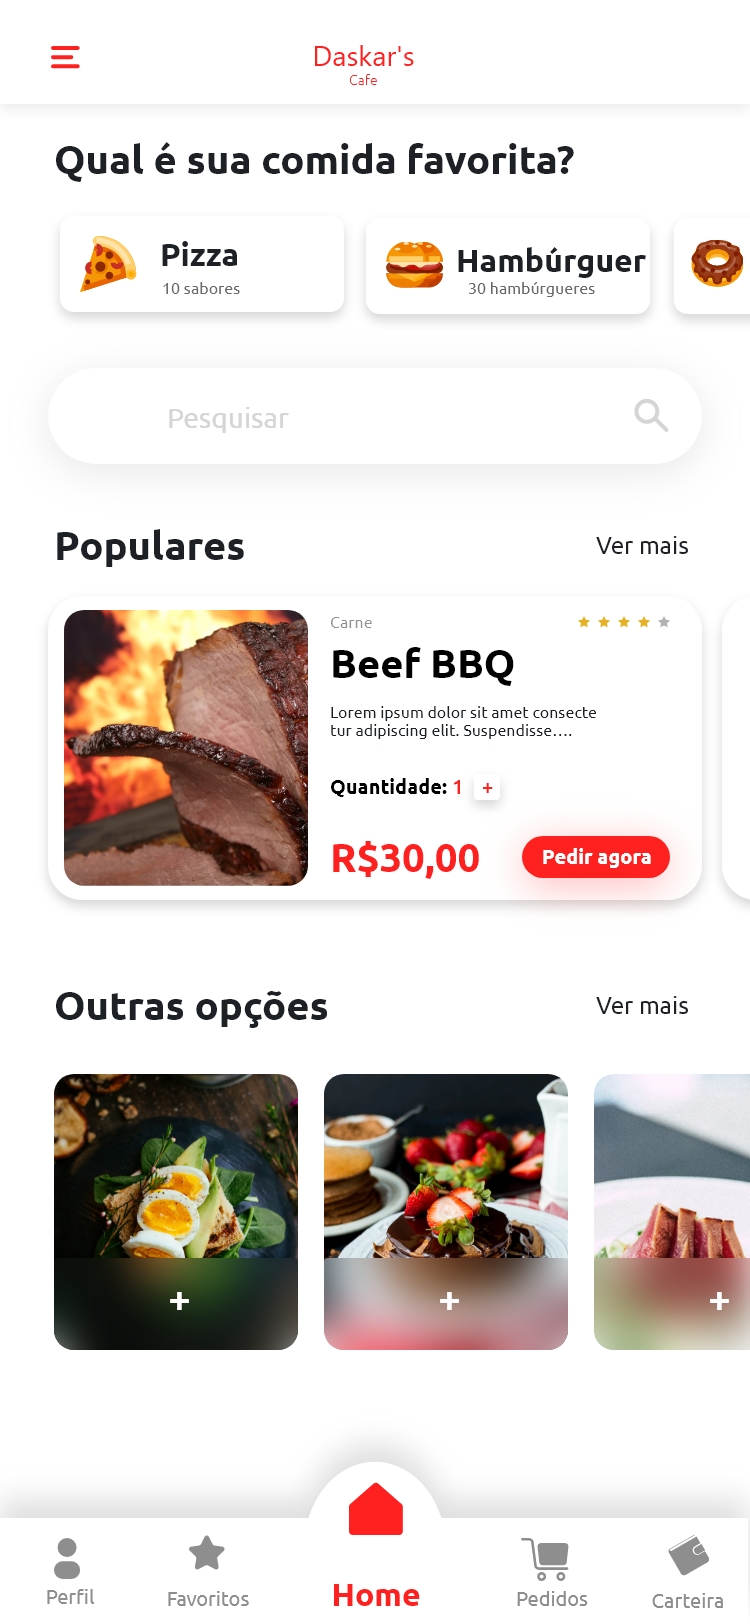 Daskar's
Cafe
Qual é sua comida favorita?
Pizza
10 sabores
Hambúrguer
30 hambúrgueres
Pesquisar
Populares
Ver mais
Carne
Beef BBQ
Lorem ipsum dolor sit amet consecte
tur adipiscing elit. Suspendisse....
Quantidade: 1 +
R$30,00
Pedir agora
Outras opções
Ver mais
+
+
+
Perfil
Favoritos
Home
Pedidos
Carteira